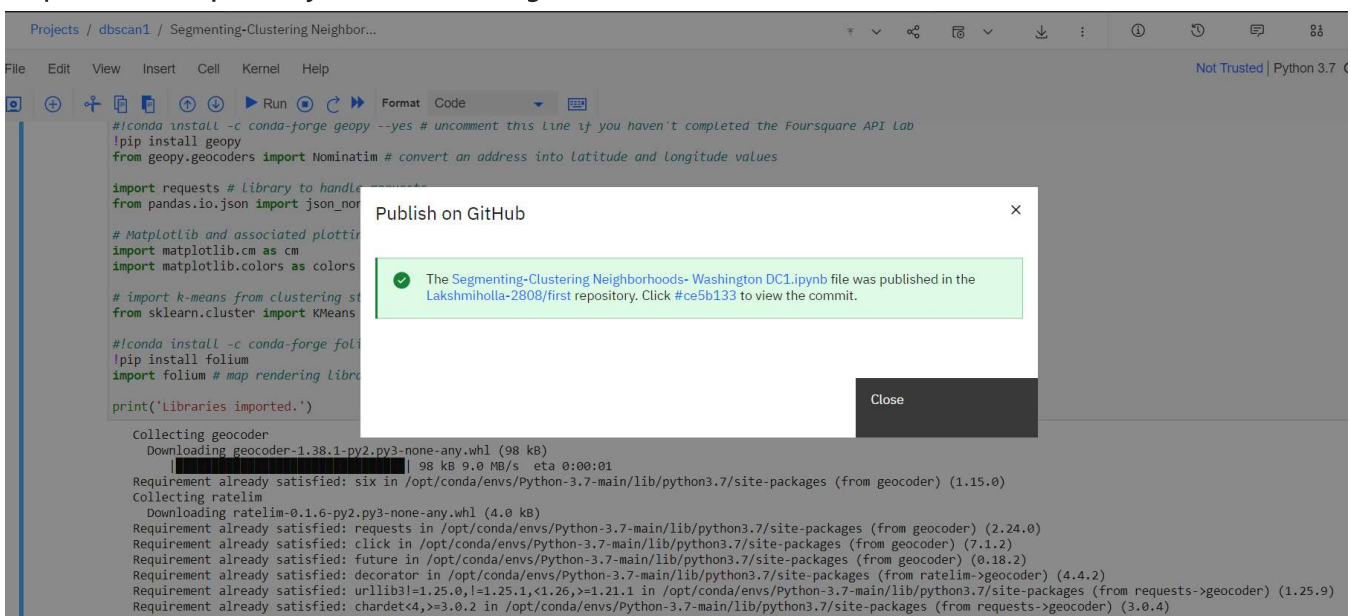 Projects / dbscan1 / Segmenting-Clustering Neighbor...
File Edit View Insert Cell Kernel Help
Not Trusted | Python 3.7
Run Format Code
#!conda install -c conda-forge geopy --yes # uncomment this line if you haven't completed the Foursquare API lab
!pip install geopy
from geopy.geocoders import Nominatim # convert an address into latitude and longitude values
import requests # library to handle requests
from pandas.io.json import json_nor
# Matplotlib and associated plottin
import matplotlib.cm as cm
import matplotlib.colors as colors
# import k-means from clustering st
from sklearn.cluster import KMeans
#!conda install -c conda-forge foli
!pip install folium
import folium # map rendering libra
print('Libraries imported.')
Publish on GitHub
The Segmenting-Clustering Neighborhoods- Washington DC1.ipynb file was published in the
Lakshmiholla-2808/first repository. Click #ce5b133 to view the commit.
Close
Collecting geocoder
Downloading geocoder-1.38.1-py2.py3-none-any.whl (98 kB)
| 98 kB 9.0 MB/s eta 0:00:01
Requirement already satisfied: six in /opt/conda/envs/Python-3.7-main/lib/python3.7/site-packages (from geocoder) (1.15.0)
Collecting ratelim
Downloading ratelim-0.1.6-py2.py3-none-any.whl (4.0 kB)
Requirement already satisfied: requests in /opt/conda/envs/Python-3.7-main/lib/python3.7/site-packages (from geocoder) (2.24.0)
Requirement already satisfied: click in /opt/conda/envs/Python-3.7-main/lib/python3.7/site-packages (from geocoder) (7.1.2)
Requirement already satisfied: future in /opt/conda/envs/Python-3.7-main/lib/python3.7/site-packages (from geocoder) (0.18.2)
Requirement already satisfied: decorator in /opt/conda/envs/Python-3.7-main/lib/python3.7/site-packages (from ratelim->geocoder) (4.4.2)
Requirement already satisfied: urllib3!=1.25.0,!=1.25.1,<1.26,>=1.21.1 in /opt/conda/envs/Python-3.7-main/lib/python3.7/site-packages (from requests->geocoder) (1.25.9)
Requirement already satisfied: chardet<4,>=3.0.2 in /opt/conda/envs/Python-3.7-main/lib/python3.7/site-packages (from requests->geocoder) (3.0.4)